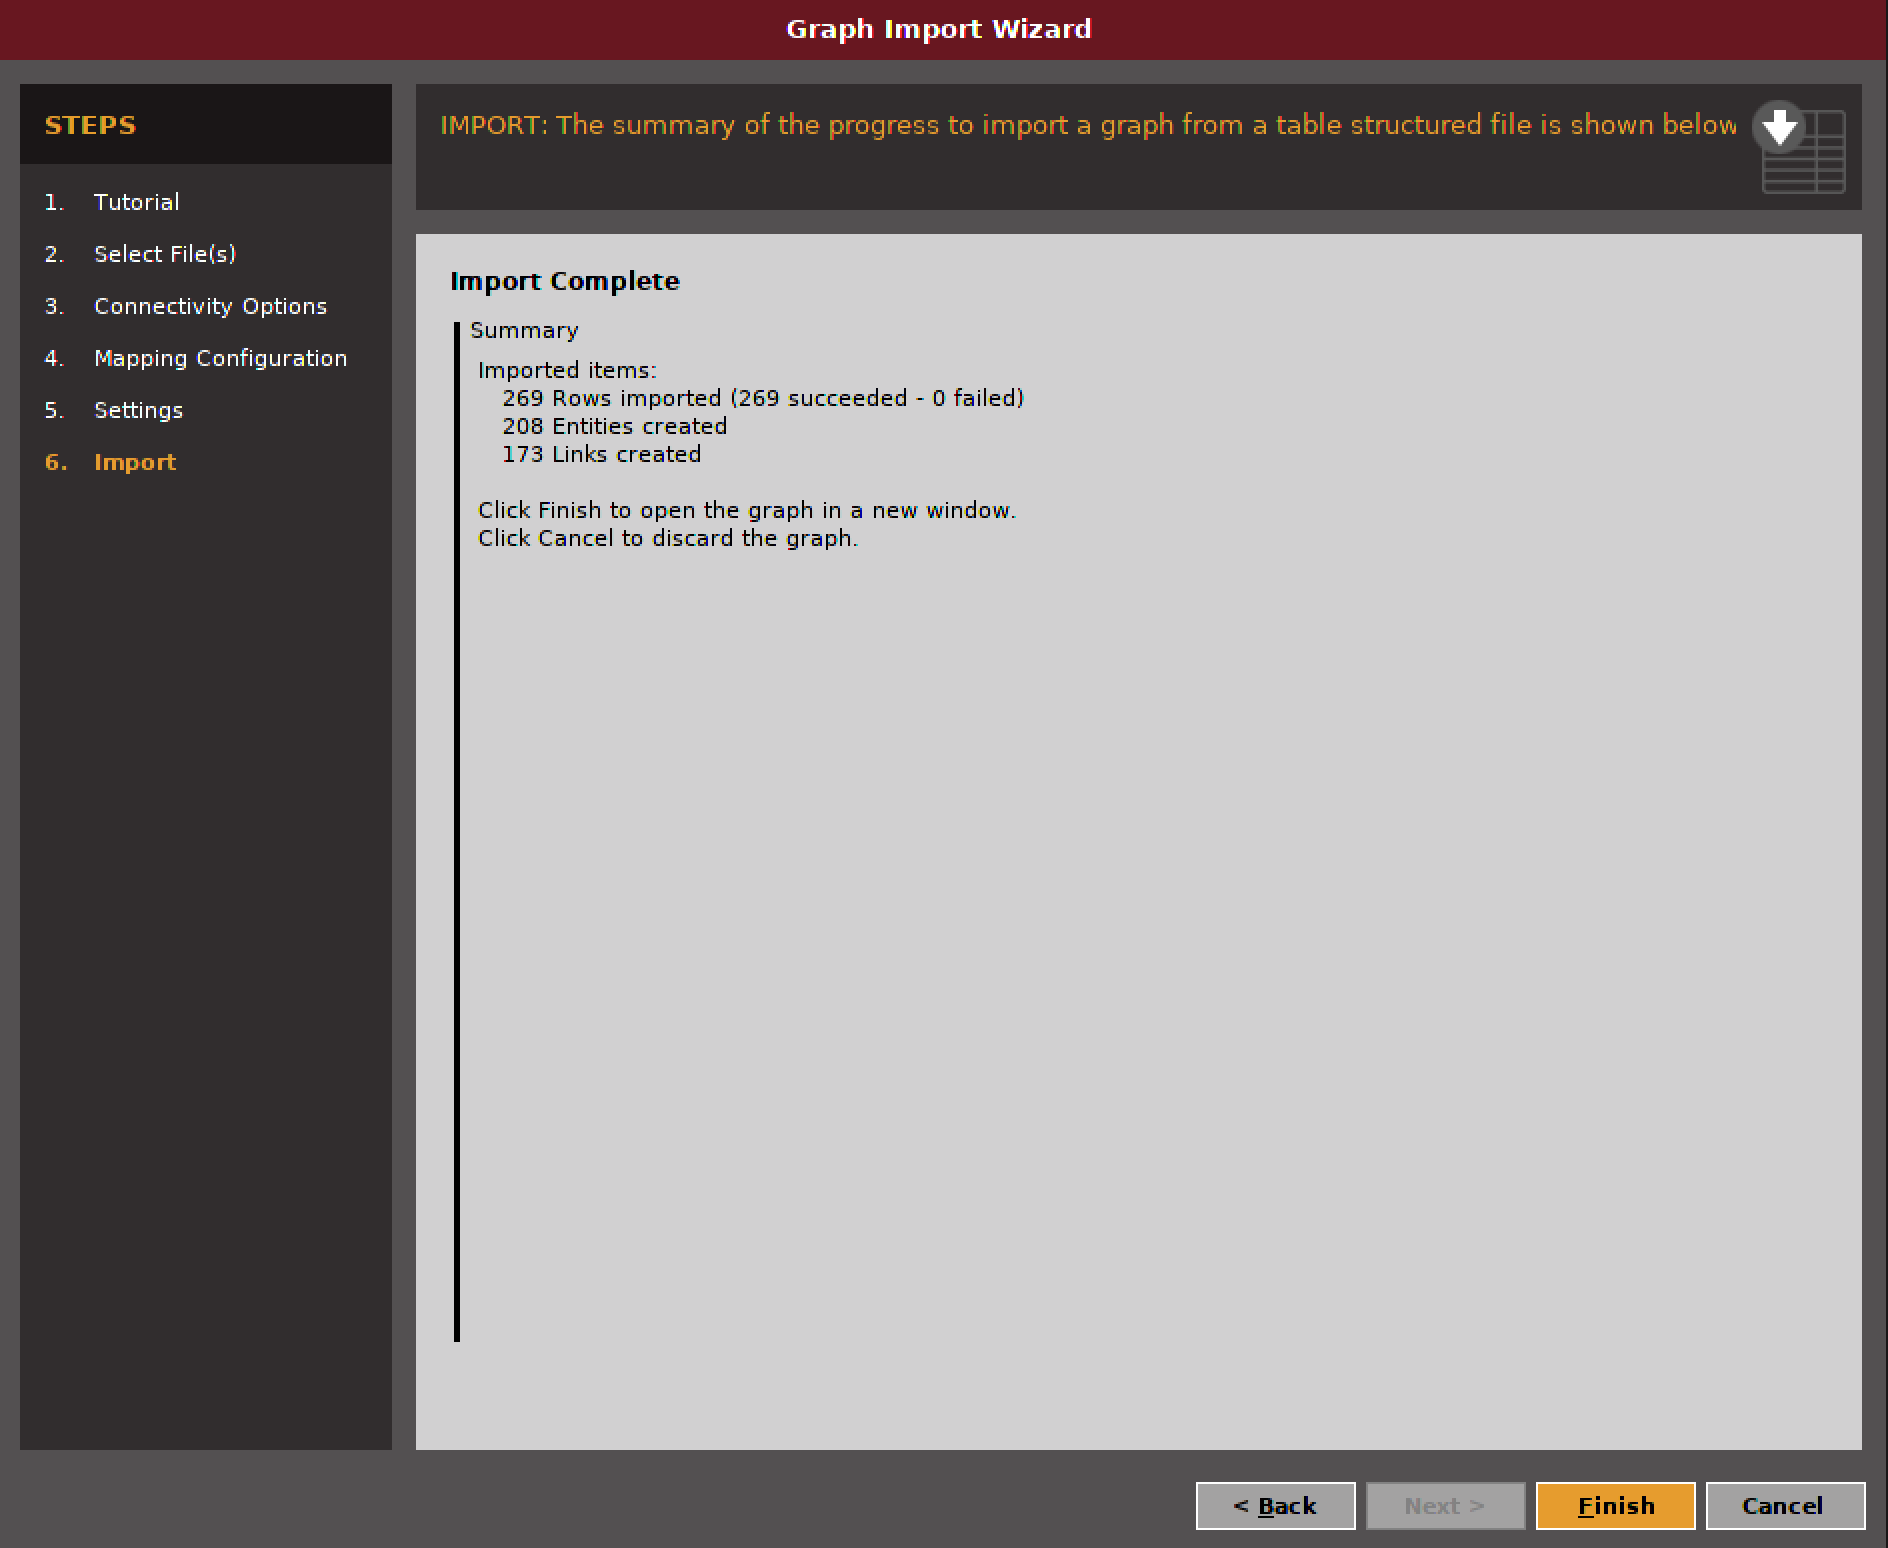 Graph Import Wizard
STEPS
1. Tutorial
2. Select File(s)
3. Connectivity Options
4. Mapping Configuration
5. Settings
6. Import
IMPORT: The summary of the progress to import a graph from a table structured file is shown below
Import Complete
Summary
Imported items:
269 Rows imported (269 succeeded - 0 failed)
208 Entities created
173 Links created
Click Finish to open the graph in a new window.
Click Cancel to discard the graph.
< Back
Next >
Finish
Cancel